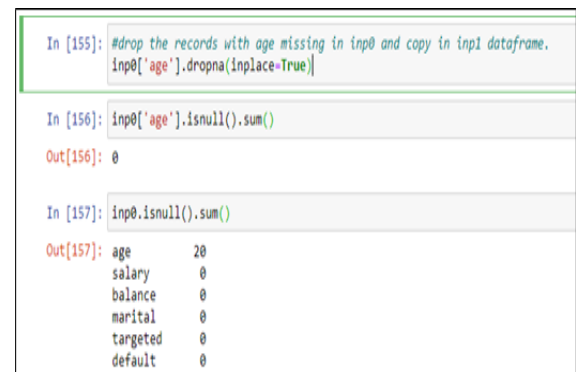 In [155]: #drop the records with age missing in inp0 and copy in inp1 dataframe.
inp0['age'].dropna(inplace=True)
In [156]: inp0['age'].isnull().sum()
Out[156]: 0
In [157]: inp0.isnull().sum()
Out[157]: age 20
salary 0
balance 0
marital 0
targeted 0
default 0